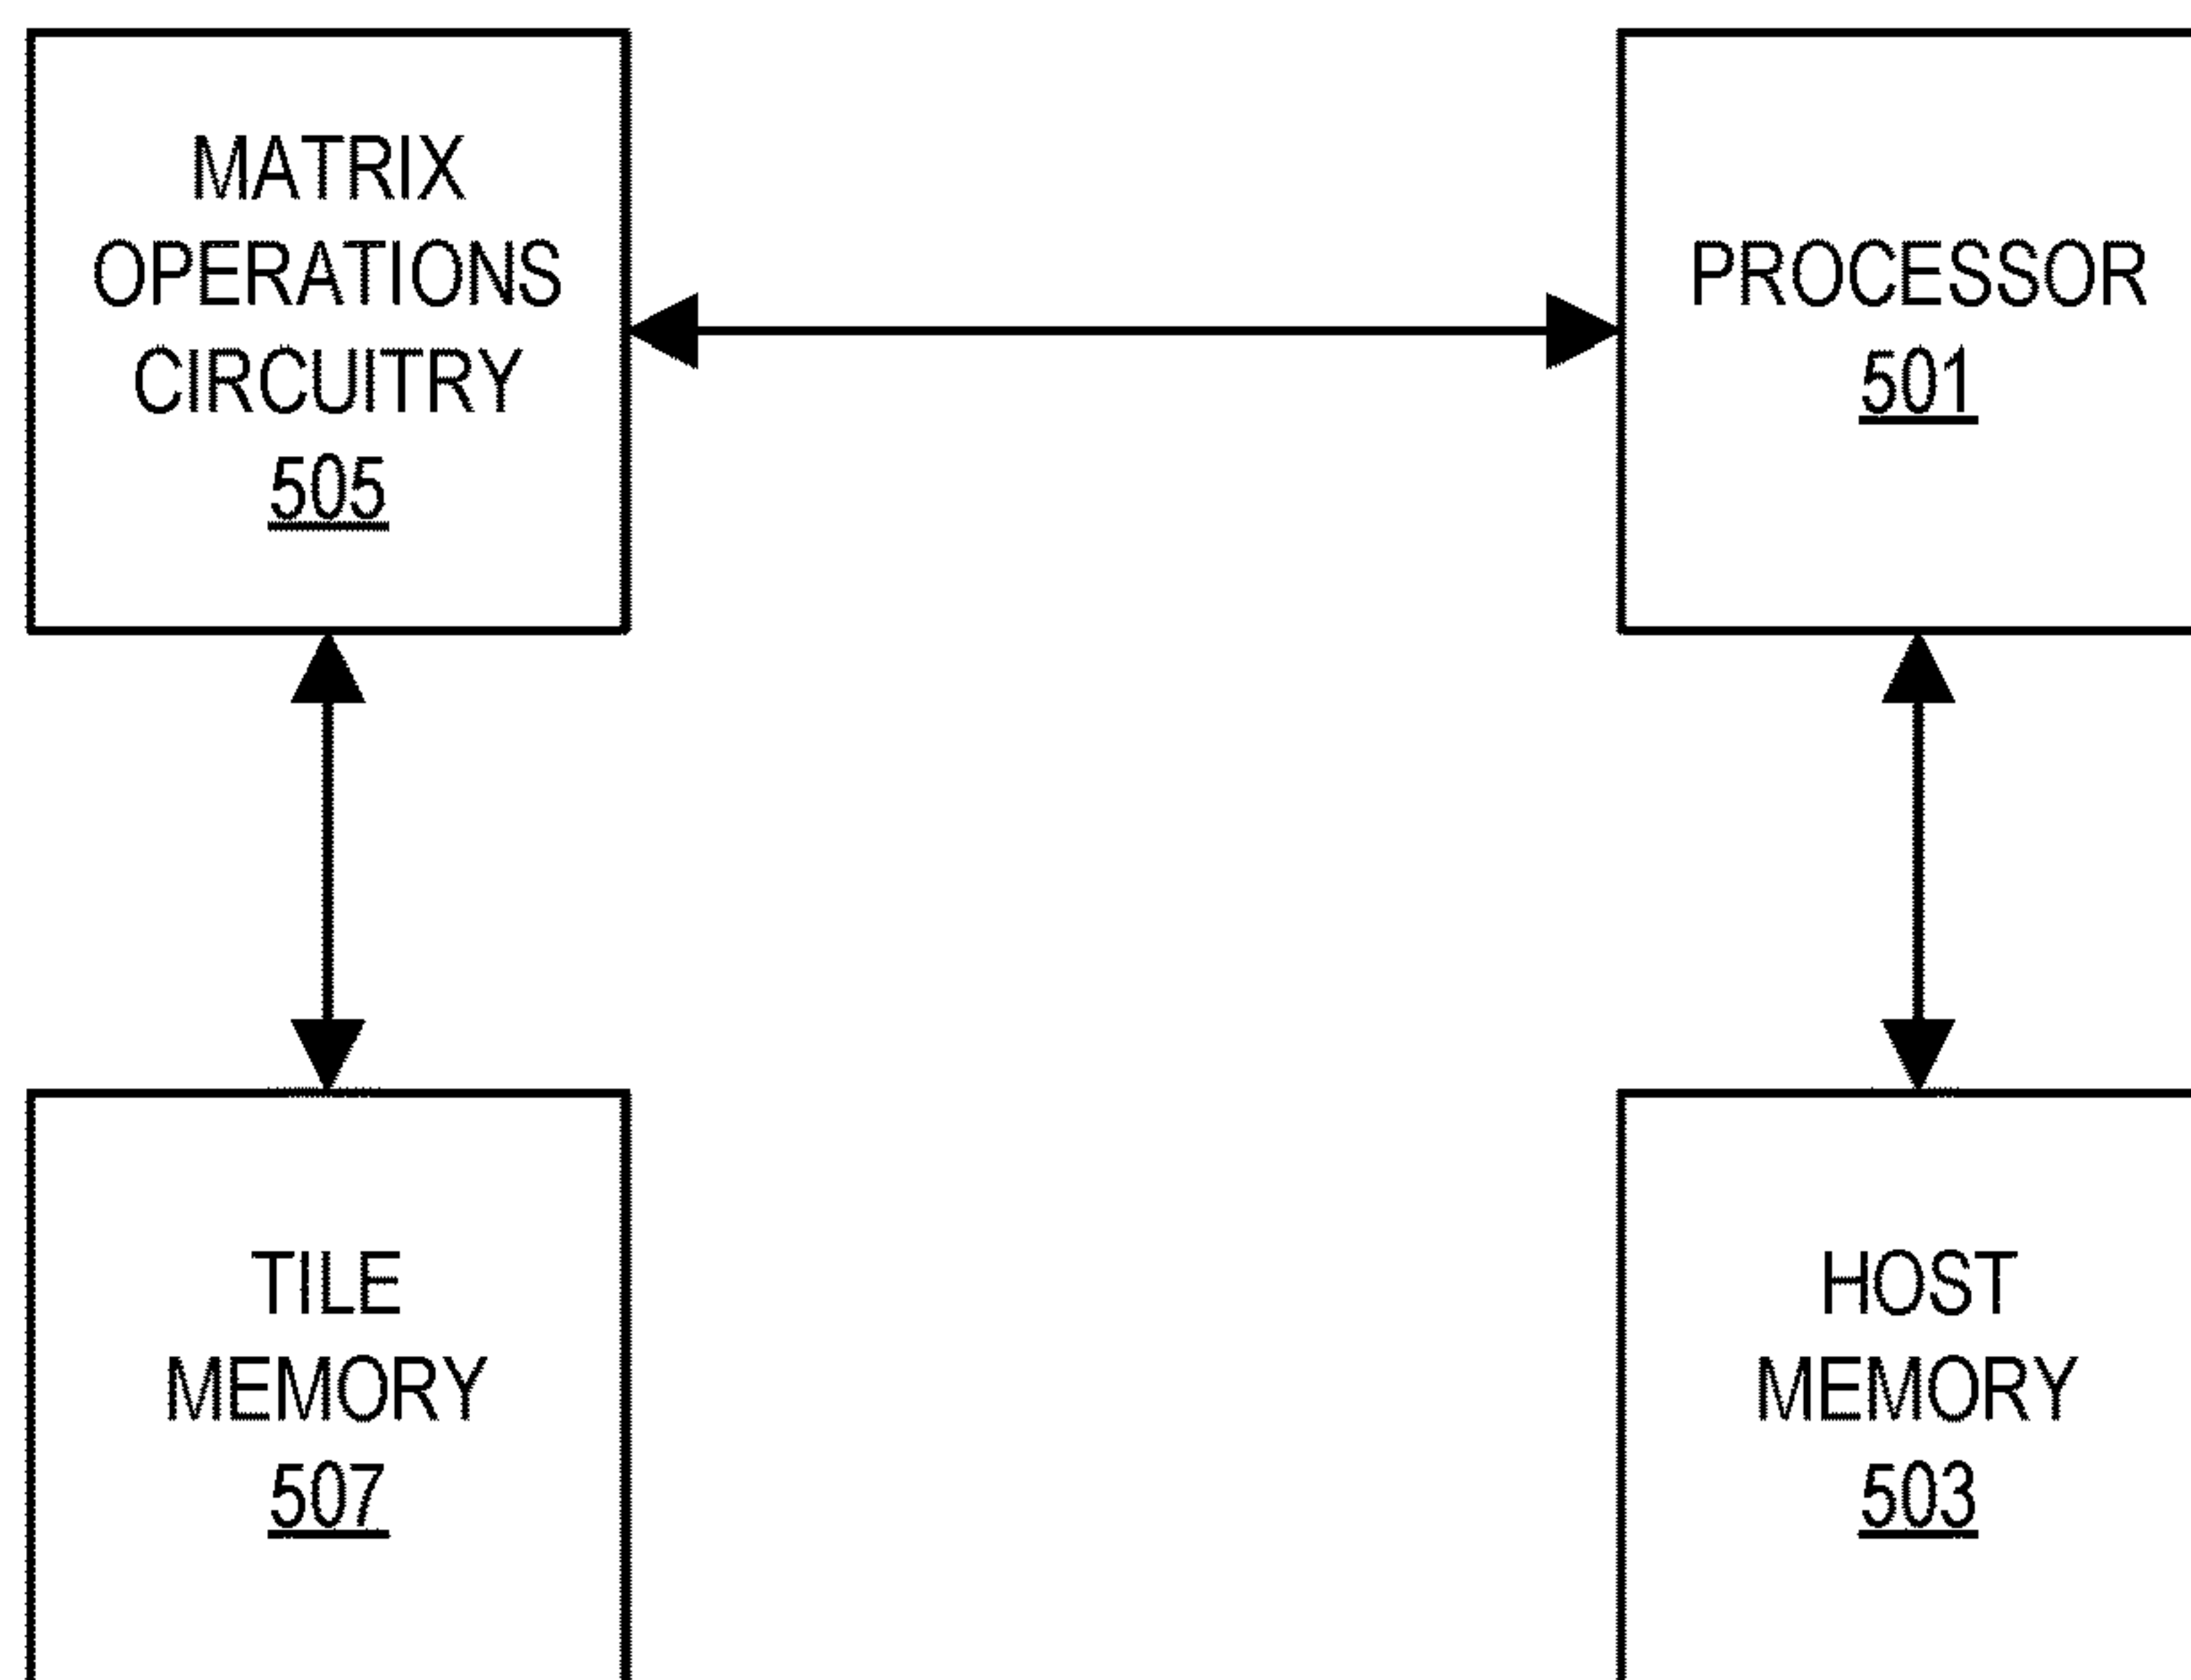 MATRIX
OPERATIONS
CIRCUITRY
505
PROCESSOR
501
TILE
MEMORY
507
HOST
MEMORY
503